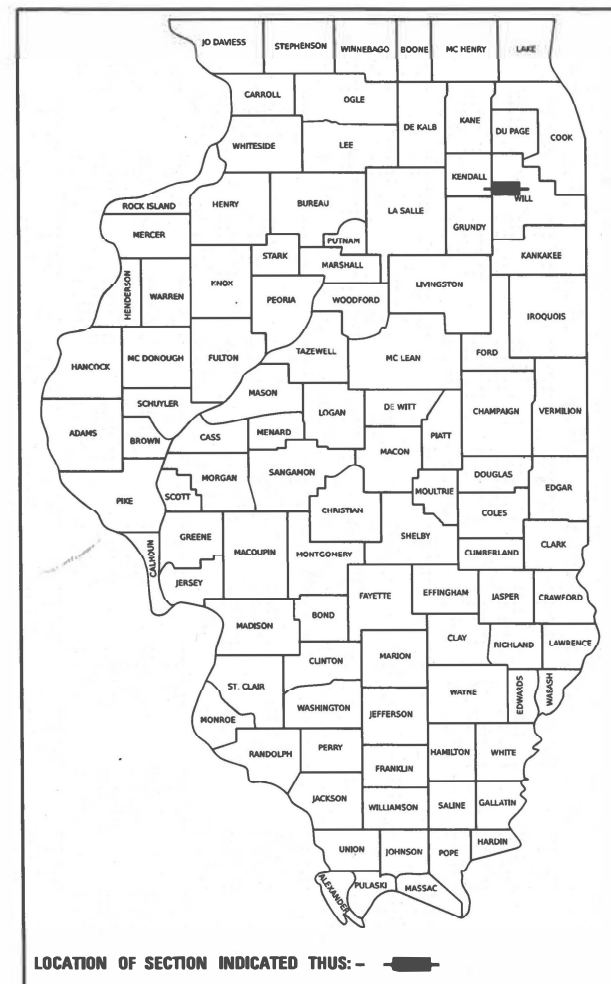 JO DAVIESS STEPHENSON WINNEBAGO BOONE MC HENRY LAKE
CARROLL OGLE DE KALB KANE DU PAGE COOK
WHITESIDE LEE
KENDALL WILL
ROCK ISLAND HENRY BUREAU LA SALLE
MERCER PUTNAM GRUNDY
STARK MARSHALL KANKAKEE
HENDERSON WARREN KNOX PEORIA WOODFORD LIVINGSTON IROQUOIS
HANCOCK MC DONOUGH FULTON TAZEWELL MC LEAN FORD
SCHUYLER MASON LOGAN DE WITT CHAMPAIGN VERMILION
ADAMS BROWN CASS MENARD MACON PIATT
PIKE SCOTT MORGAN SANGAMON MOULTRIE DOUGLAS EDGAR
CHRISTIAN COLES
CALHOUN GREENE MACOUPIN MONTGOMERY SHELBY CUMBERLAND CLARK
JERSEY FAYETTE EFFINGHAM JASPER CRAWFORD
MADISON BOND CLAY RICHLAND LAWRENCE
CLINTON MARION
ST. CLAIR WASHINGTON JEFFERSON WAYNE EDWARDS WABASH
MONROE
RANDOLPH PERRY FRANKLIN HAMILTON WHITE
JACKSON WILLIAMSON SALINE GALLATIN
UNION JOHNSON POPE HARDIN
ALEXANDER PULASKI MASSAC
LOCATION OF SECTION INDICATED THUS: -